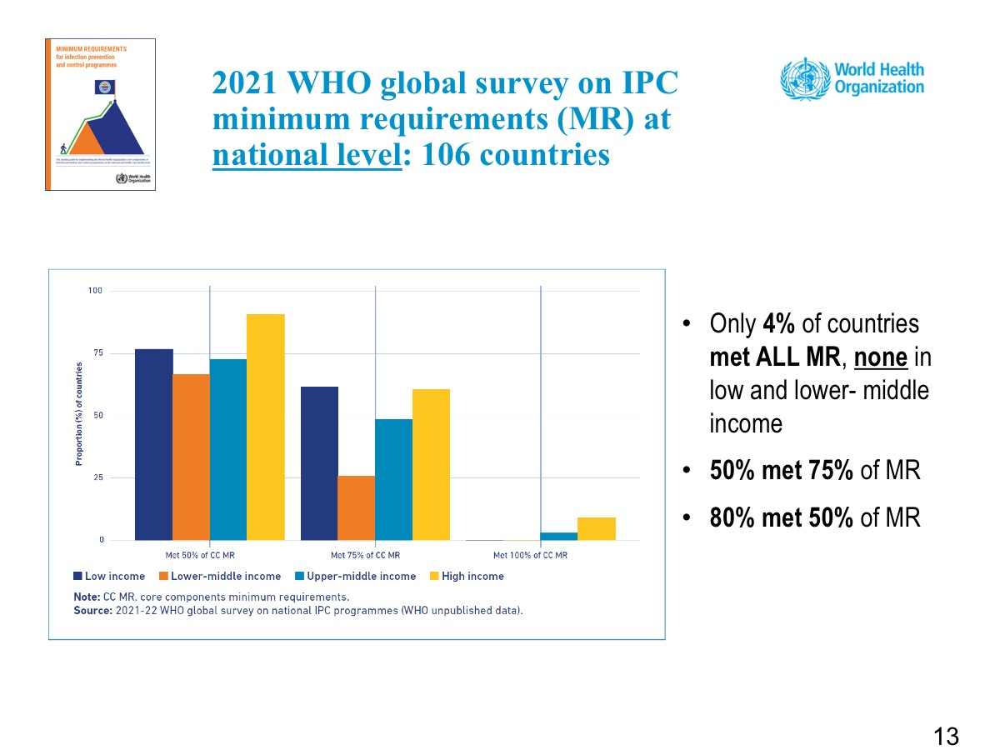 MINIMUM REQUIREMENTS
for infection prevention
and control programmes
World Health
Organization
2021 WHO global survey on IPC
minimum requirements (MR) at
national level: 106 countries
World Health
Organization
Proportion (%) of countries
100
75
50
25
0
Met 50% of CC MR
Met 75% of CC MR
Met 100% of CC MR
Low income
Lower-middle income
Upper-middle income
High income
Note: CC MR, core components minimum requirements.
Source: 2021-22 WHO global survey on national IPC programmes (WHO unpublished data).
• Only 4% of countries
met ALL MR, none in
low and lower- middle
income
• 50% met 75% of MR
• 80% met 50% of MR
13